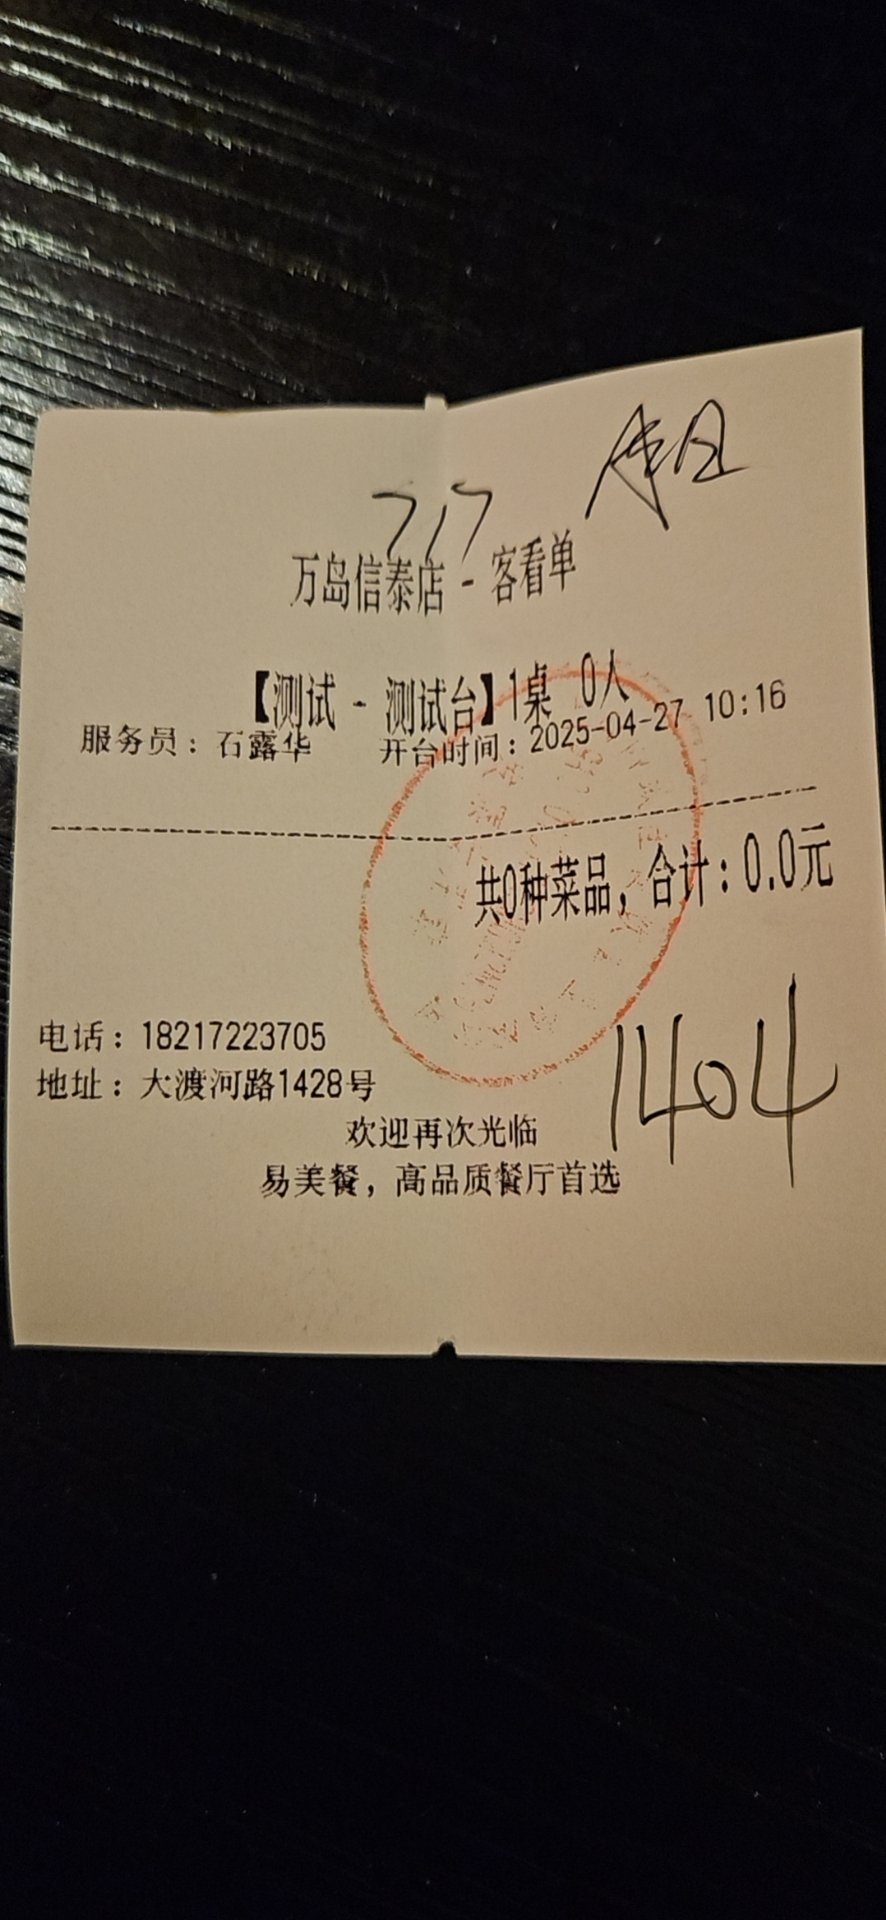 717
万岛信泰店 - 客看单
【测试 - 测试台】1桌 0人
服务员：石露华 开台时间：2025-04-27 10:16
共0种菜品，合计：0.0元
电话：18217223705
地址：大渡河路1428号
1404
欢迎再次光临
易美餐，高品质餐厅首选